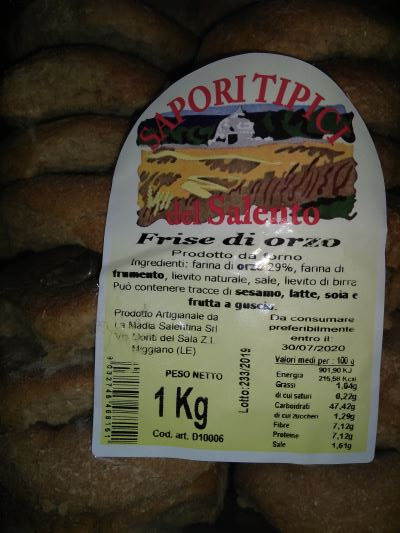 SAPORI TIPICI
del Salento
Frise di orzo
Prodotto da forno
Ingredienti: farina di orzo 29%, farina di
frumento, lievito naturale, sale, lievito di birra
Può contenere tracce di sesamo, latte, soia e
frutta a guscio.
Prodotto Artigianale da
La Madia Salentina Srl
Via Monti del Sala Z.I.
Miggiano (LE)
Da consumare
preferibilmente
entro il:
30/07/2020
PESO NETTO
1 Kg
Cod. art. D10006
Lotto:233/2019
Valori medi per : 100 g
Energia 901,90 KJ
215,58 Kcal
Grassi 1,04g
di cui saturi 0,22g
Carboidrati 47,42g
di cui zuccheri 1,29g
Fibre 7,12g
Proteine 7,12g
Sale 1,61g